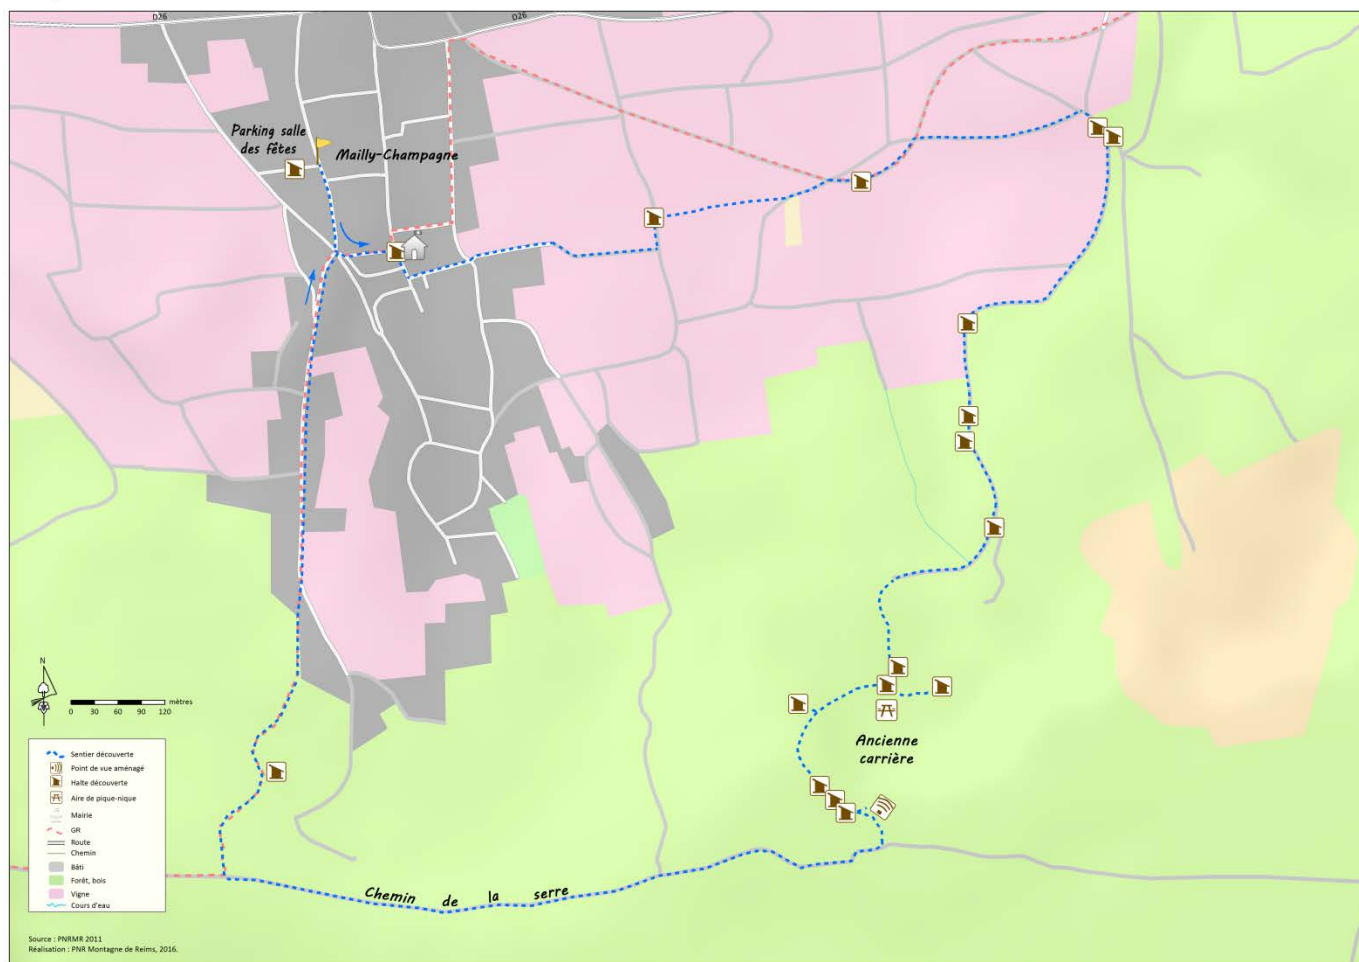 D26
D26
Parking salle
des fêtes
Mailly-Champagne
Ancienne
carrière
Chemin de la serre
N
mètres
0 30 60 90 120
Sentier découverte
Point de vue aménagé
Halte découverte
Aire de pique-nique
Mairie
GR
Route
Chemin
Bâti
Forêt, bois
Vigne
Cours d'eau
Source : PNRMR 2011
Réalisation : PNR Montagne de Reims, 2016.